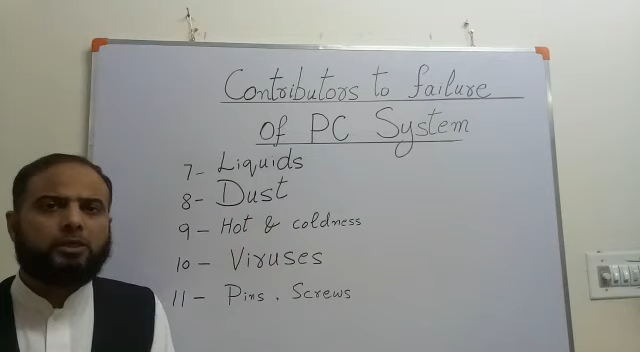 Contributors to failure
of PC System
7- Liquids
8- Dust
9- Hot & coldness
10- Viruses
11- Pins. Screws